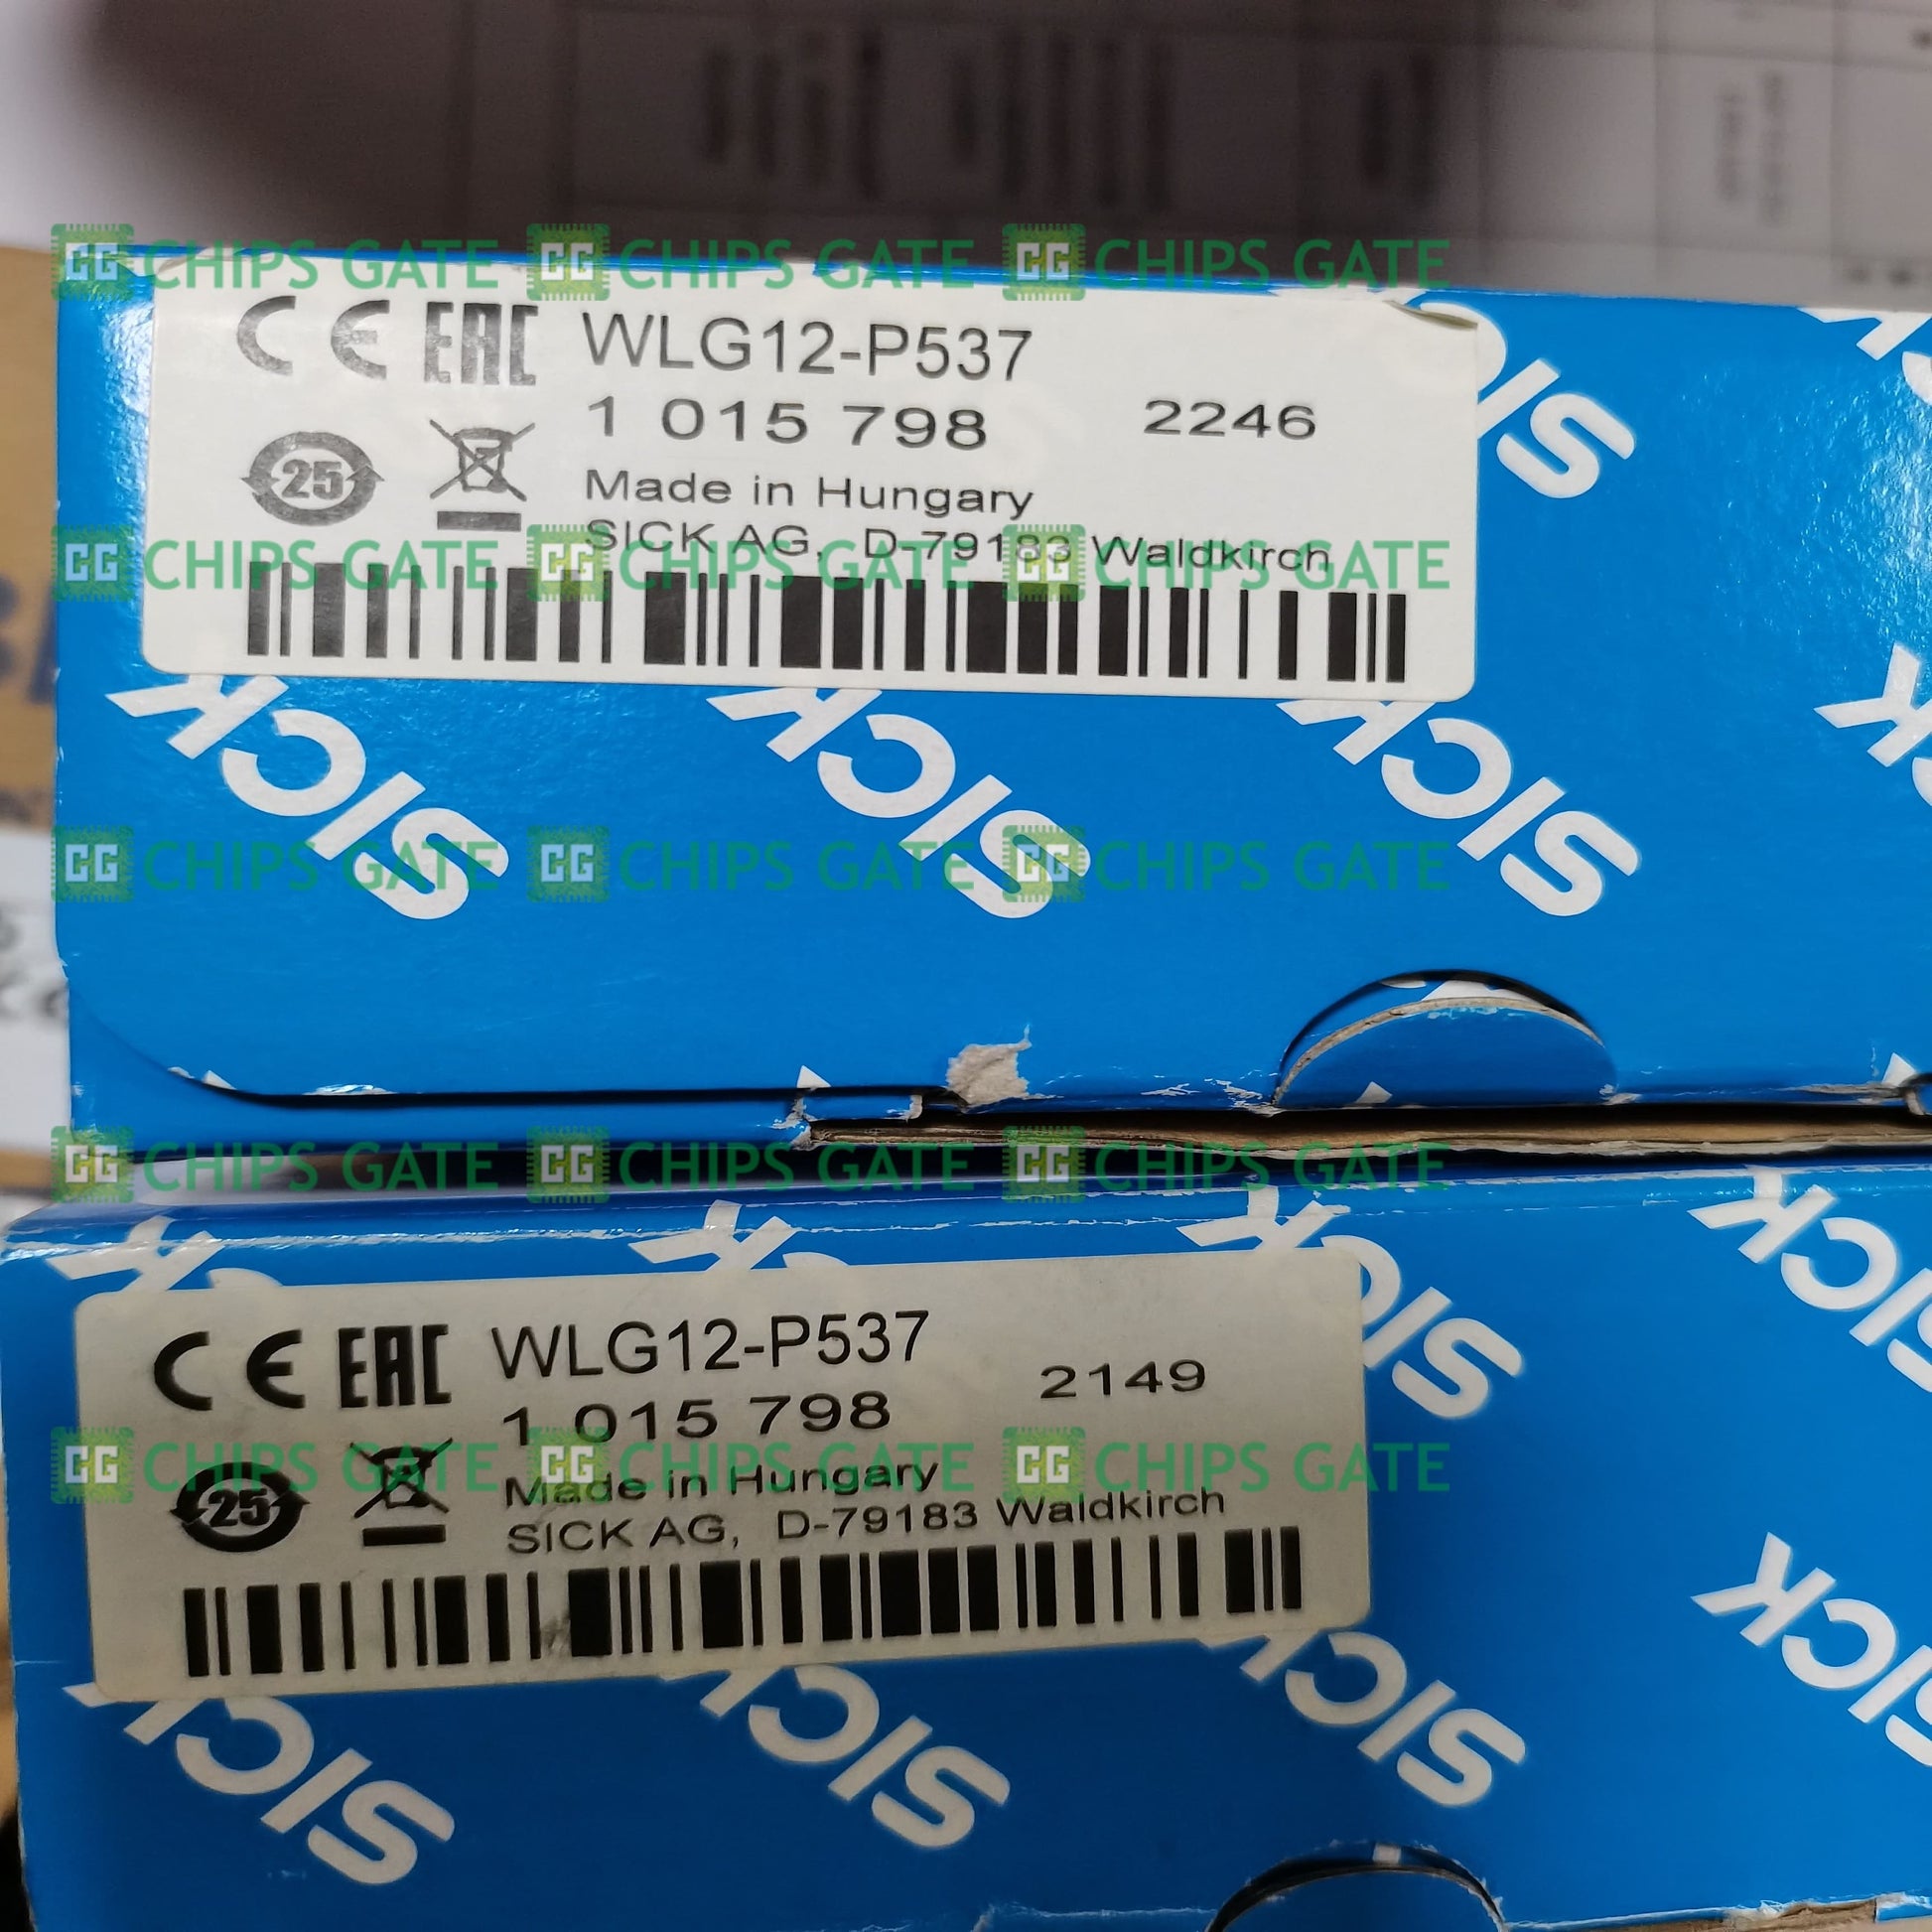 CHIPS GATE CHIPS GATE CHIPS GATE
CE EAC WLG12-P537
1 015 798 2246
25
Made in Hungary
SICK AG, D-79183 Waldkirch
CHIPS GATE CHIPS GATE CHIPS GATE
SICK
SICK SICK SICK
CHIPS GATE CHIPS GATE CHIPS GATE
CHIPS GATE CHIPS GATE CHIPS GATE
SICK SICK
CE EAC WLG12-P537
1 015 798 2149
25
Made in Hungary
CHIPS GATE CHIPS GATE CHIPS GATE
SICK AG, D-79183 Waldkirch
SICK
SICK SICK SICK